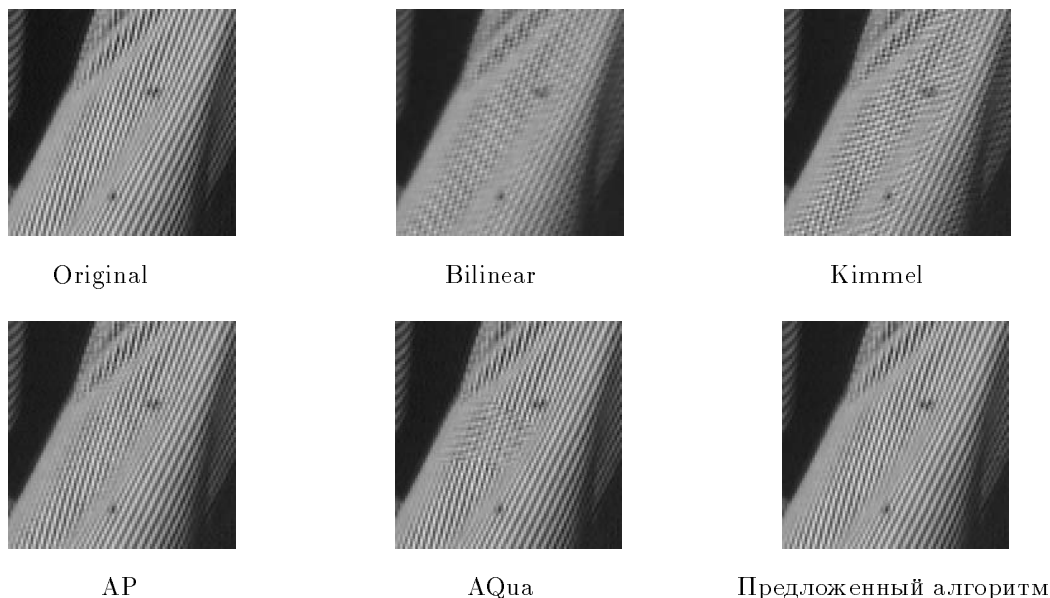 Original
Bilinear
Kimmel
AP
AQua
Предложенный алгоритм